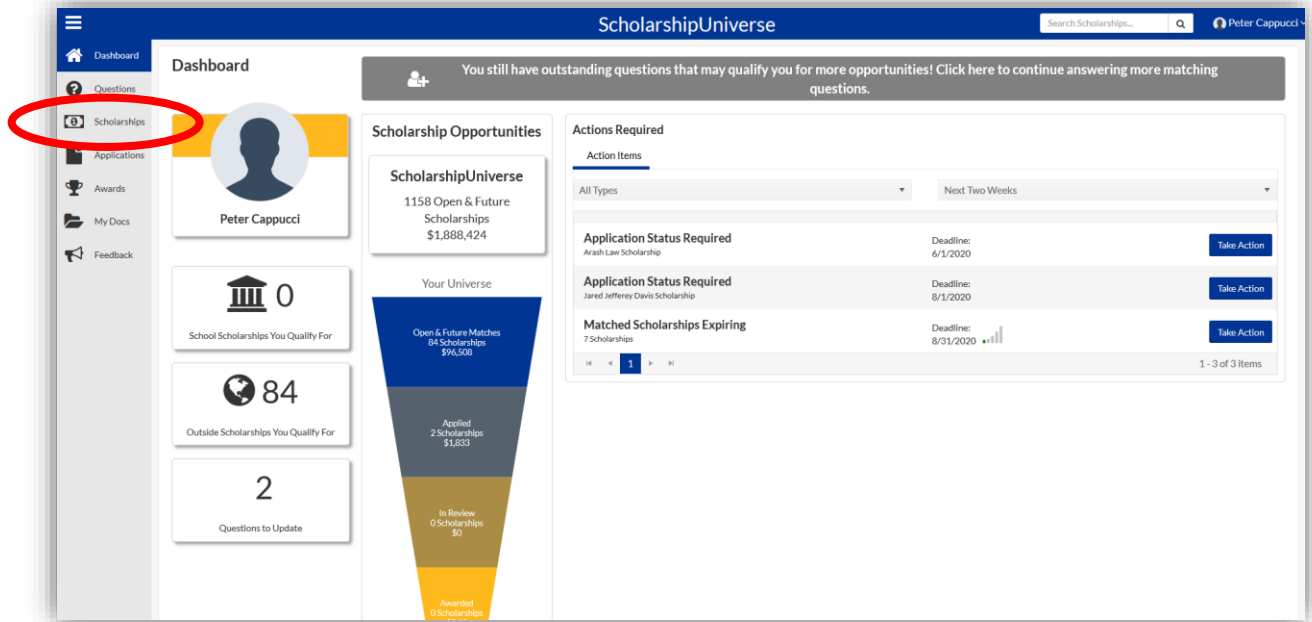 ScholarshipUniverse
Search Scholarships...
Peter Cappucci
Dashboard
Questions
Scholarships
Applications
Awards
My Docs
Feedback
Dashboard
You still have outstanding questions that may qualify you for more opportunities! Click here to continue answering more matching
questions.
Peter Cappucci
0
School Scholarships You Qualify For
84
Outside Scholarships You Qualify For
2
Questions to Update
Scholarship Opportunities
ScholarshipUniverse
1158 Open & Future
Scholarships
$1,888,424
Your Universe
Open & Future Matches
84 Scholarships
$96,508
Applied
2 Scholarships
$1,833
In Review
0 Scholarships
$0
Awarded
0 Scholarships
Actions Required
Action Items
All Types
Next Two Weeks
Application Status Required
Arash Law Scholarship
Deadline:
6/1/2020
Take Action
Application Status Required
Jared Jefferey Davis Scholarship
Deadline:
8/1/2020
Take Action
Matched Scholarships Expiring
7 Scholarships
Deadline:
8/31/2020
Take Action
1
1 - 3 of 3 items